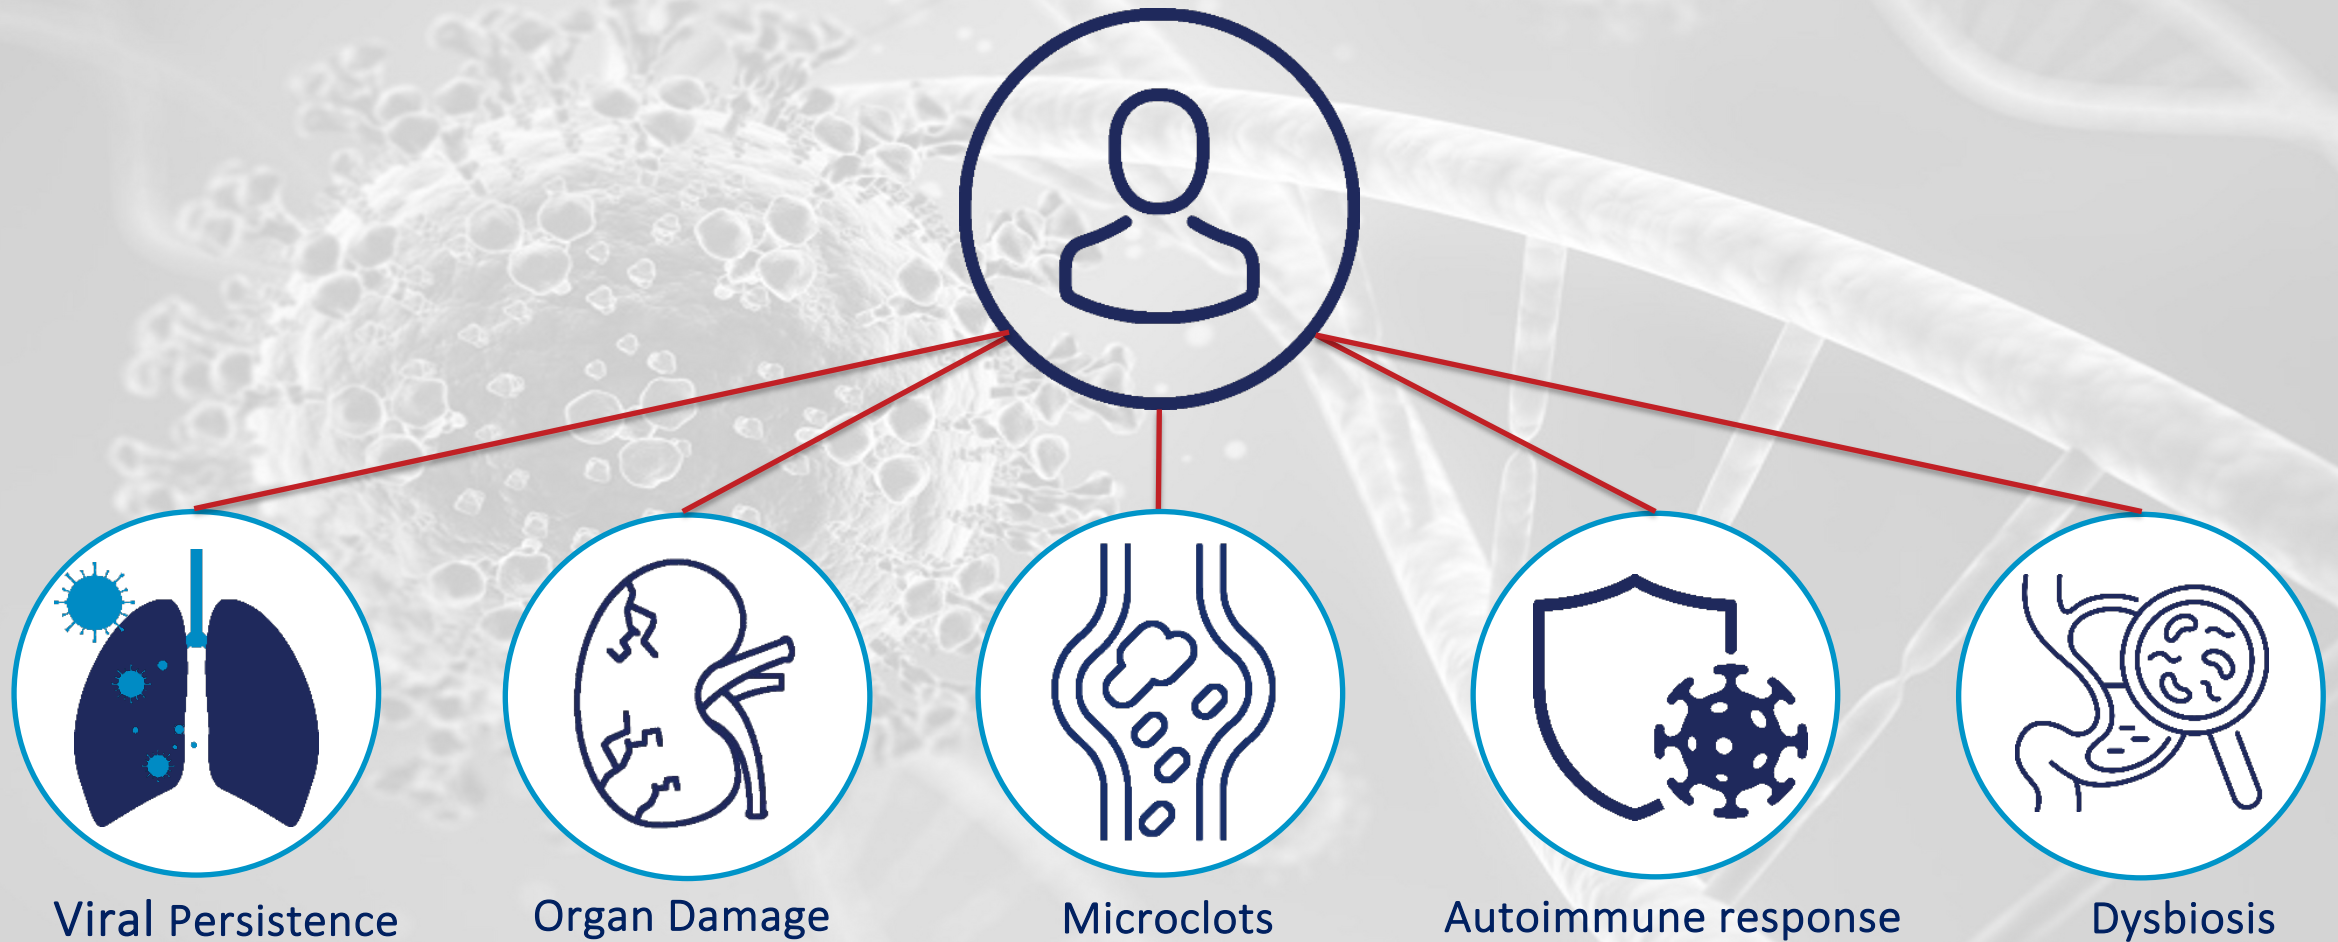 Viral Persistence
Organ Damage
Microclots
Autoimmune response
Dysbiosis